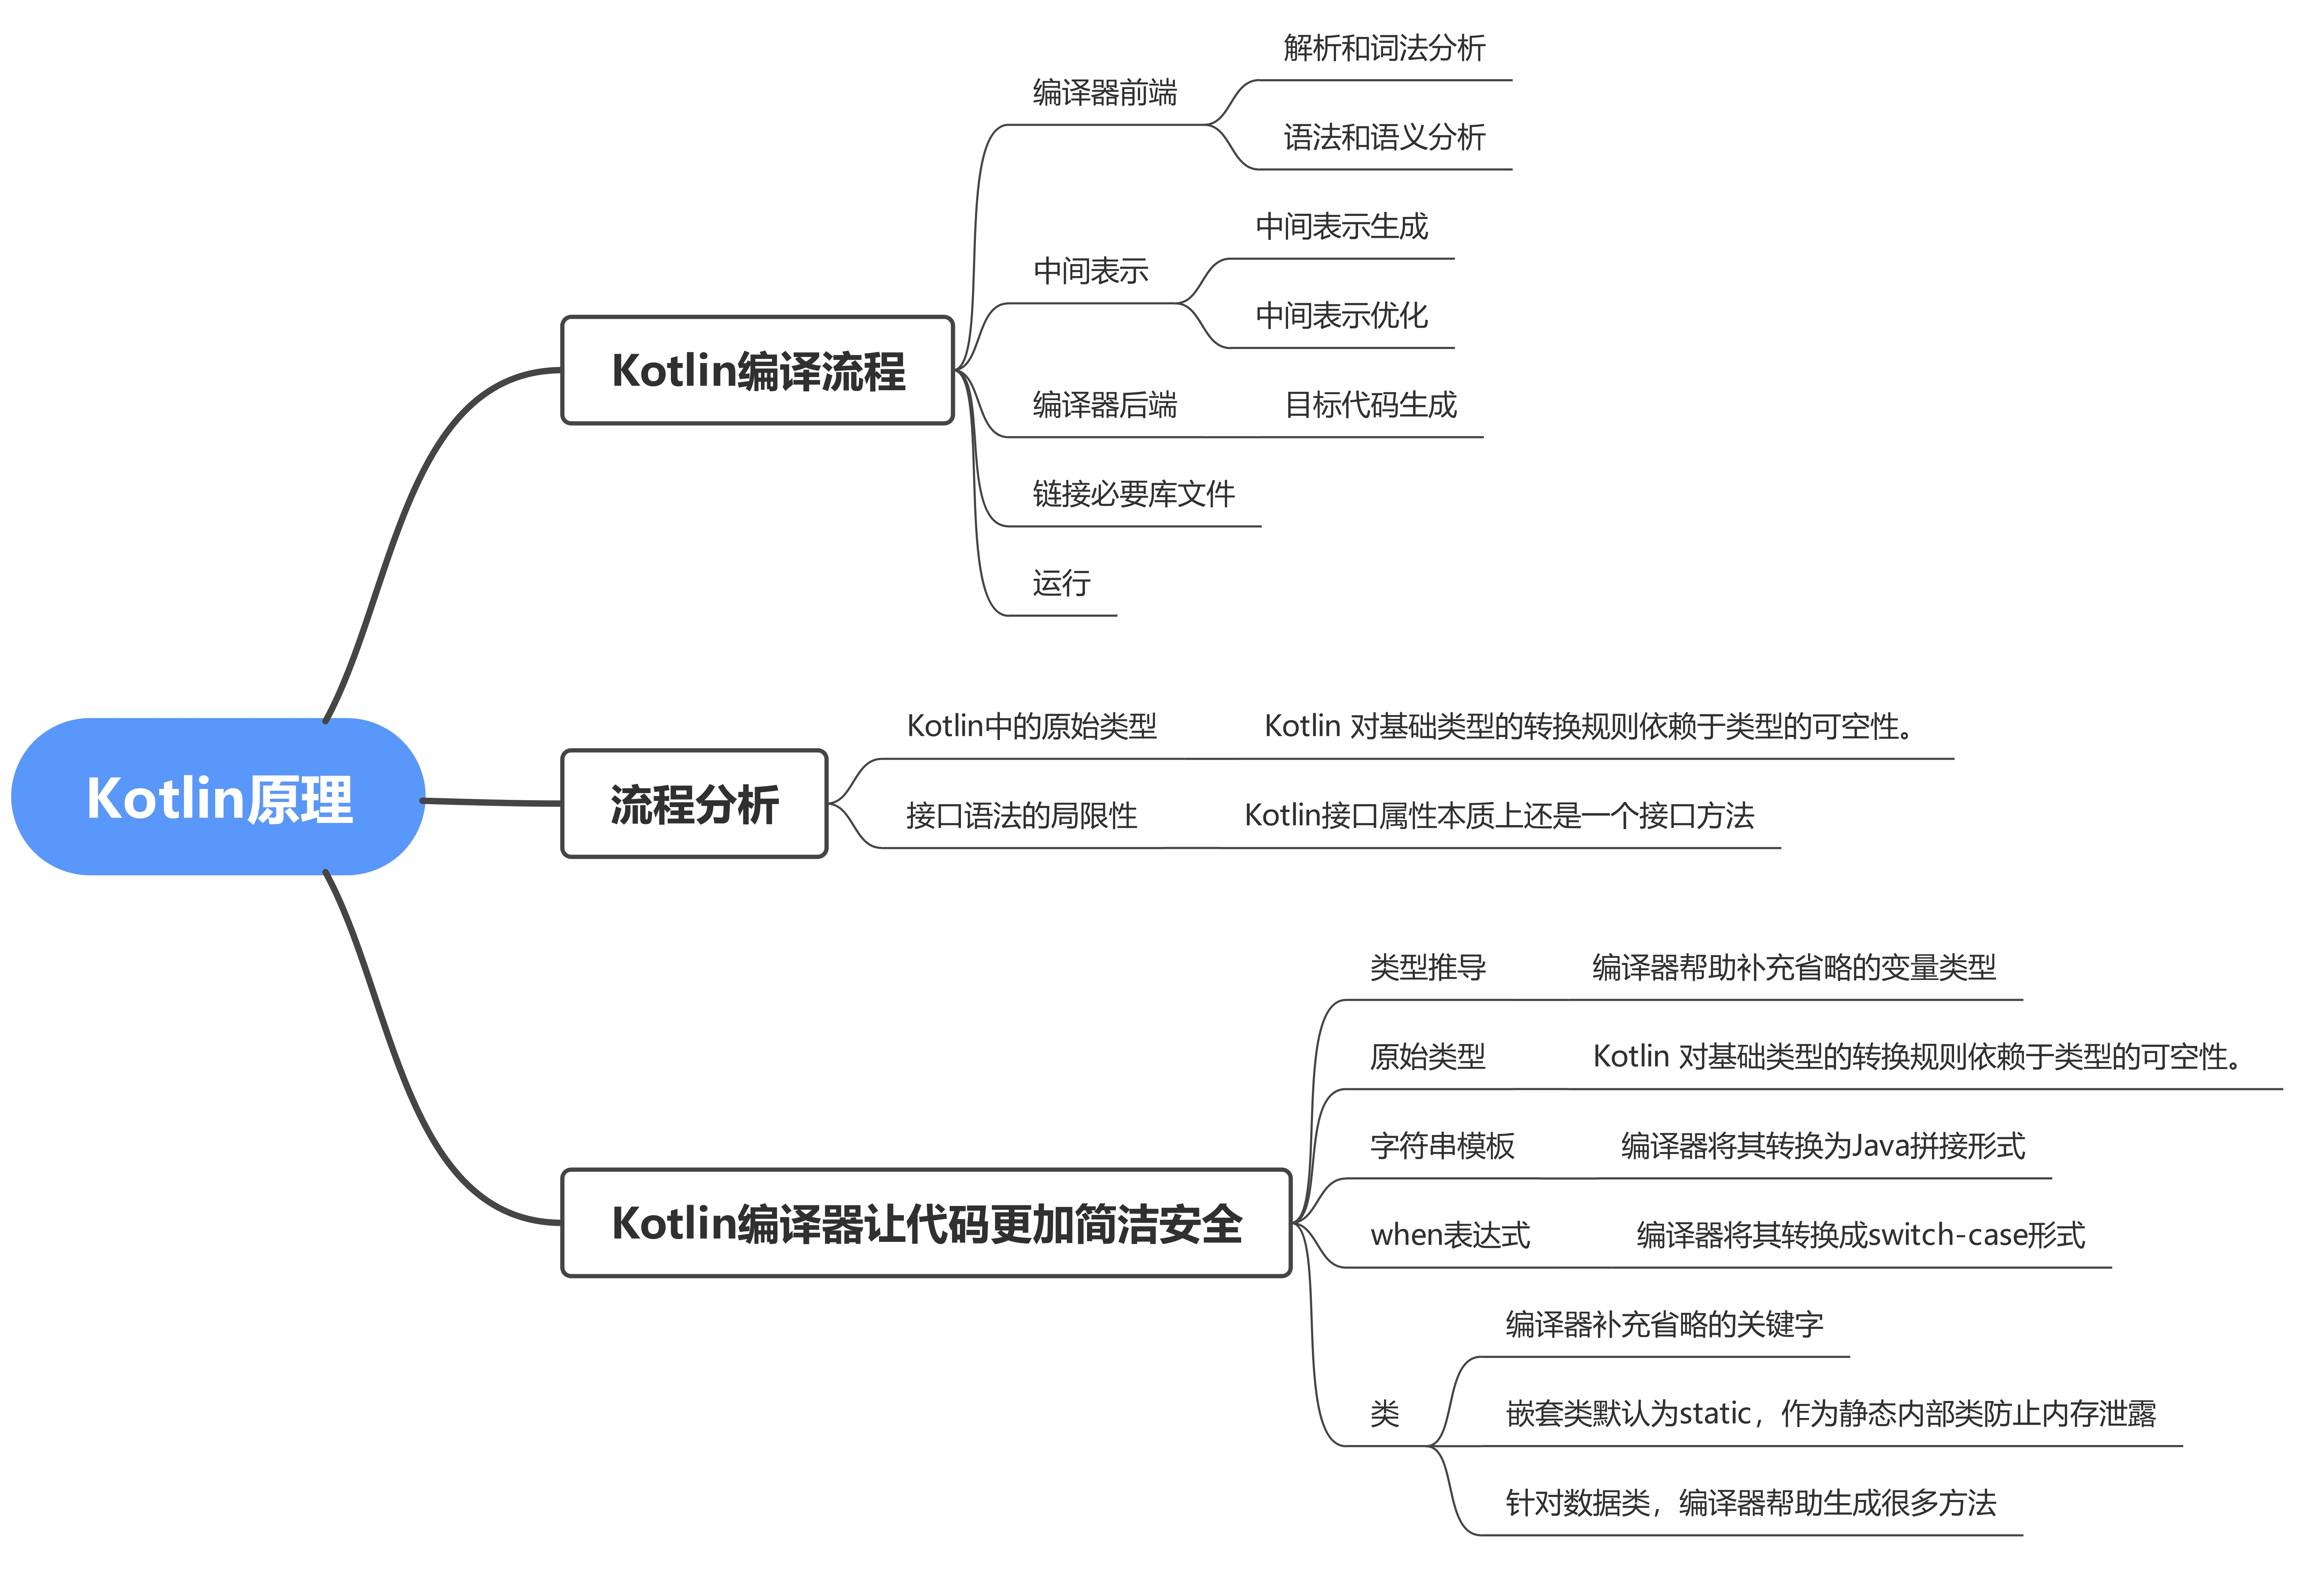 Kotlin原理
Kotlin编译流程
编译器前端
解析和词法分析
语法和语义分析
中间表示
中间表示生成
中间表示优化
编译器后端
目标代码生成
链接必要库文件
运行
流程分析
Kotlin中的原始类型
Kotlin 对基础类型的转换规则依赖于类型的可空性。
接口语法的局限性
Kotlin接口属性本质上还是一个接口方法
Kotlin编译器让代码更加简洁安全
类型推导
编译器帮助补充省略的变量类型
原始类型
Kotlin 对基础类型的转换规则依赖于类型的可空性。
字符串模板
编译器将其转换为Java拼接形式
when表达式
编译器将其转换成switch-case形式
类
编译器补充省略的关键字
嵌套类默认为static，作为静态内部类防止内存泄露
针对数据类，编译器帮助生成很多方法